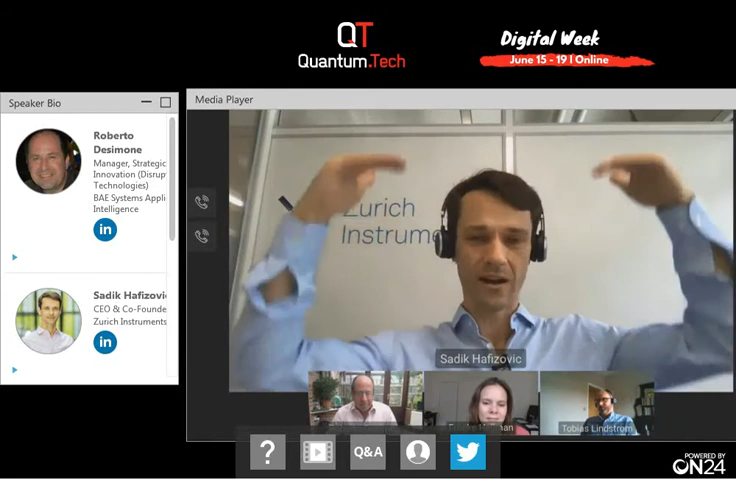 QT
Quantum.Tech
Digital Week
June 15 - 19 | Online
Speaker Bio
Roberto
Desimone
Manager, Strategic
Innovation (Disrup
Technologies)
BAE Systems Appli
Intelligence
in
Sadik Hafizovi
CEO & Co-Founde
Zurich Instruments
in
Media Player
Zurich
Instrume
Sadik Hafizovic
Tobias Lindstrom
?
Q&A
POWERED BY
ON24